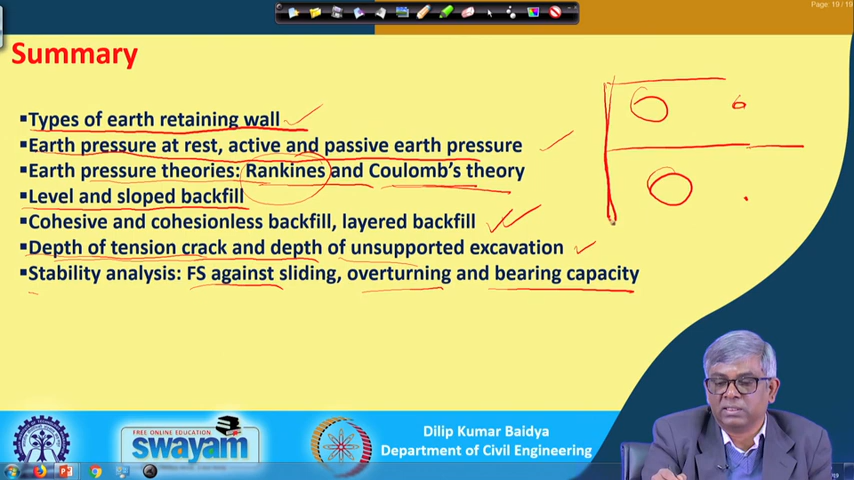 Page: 19 / 19
Summary
▪Types of earth retaining wall
▪Earth pressure at rest, active and passive earth pressure
▪Earth pressure theories: Rankines and Coulomb's theory
▪Level and sloped backfill
▪Cohesive and cohesionless backfill, layered backfill
▪Depth of tension crack and depth of unsupported excavation
▪Stability analysis: FS against sliding, overturning and bearing capacity
FREE ONLINE EDUCATION
swayam
Dilip Kumar Baidya
Department of Civil Engineering